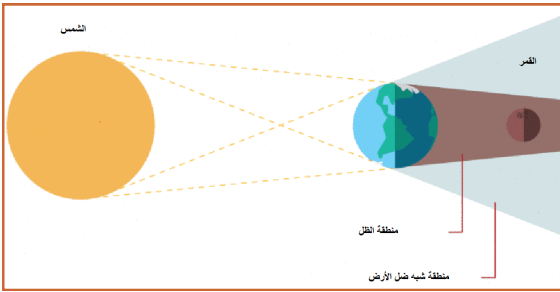 الشمس
القمر
منطقة الظل
منطقة شبه ضل الأرض